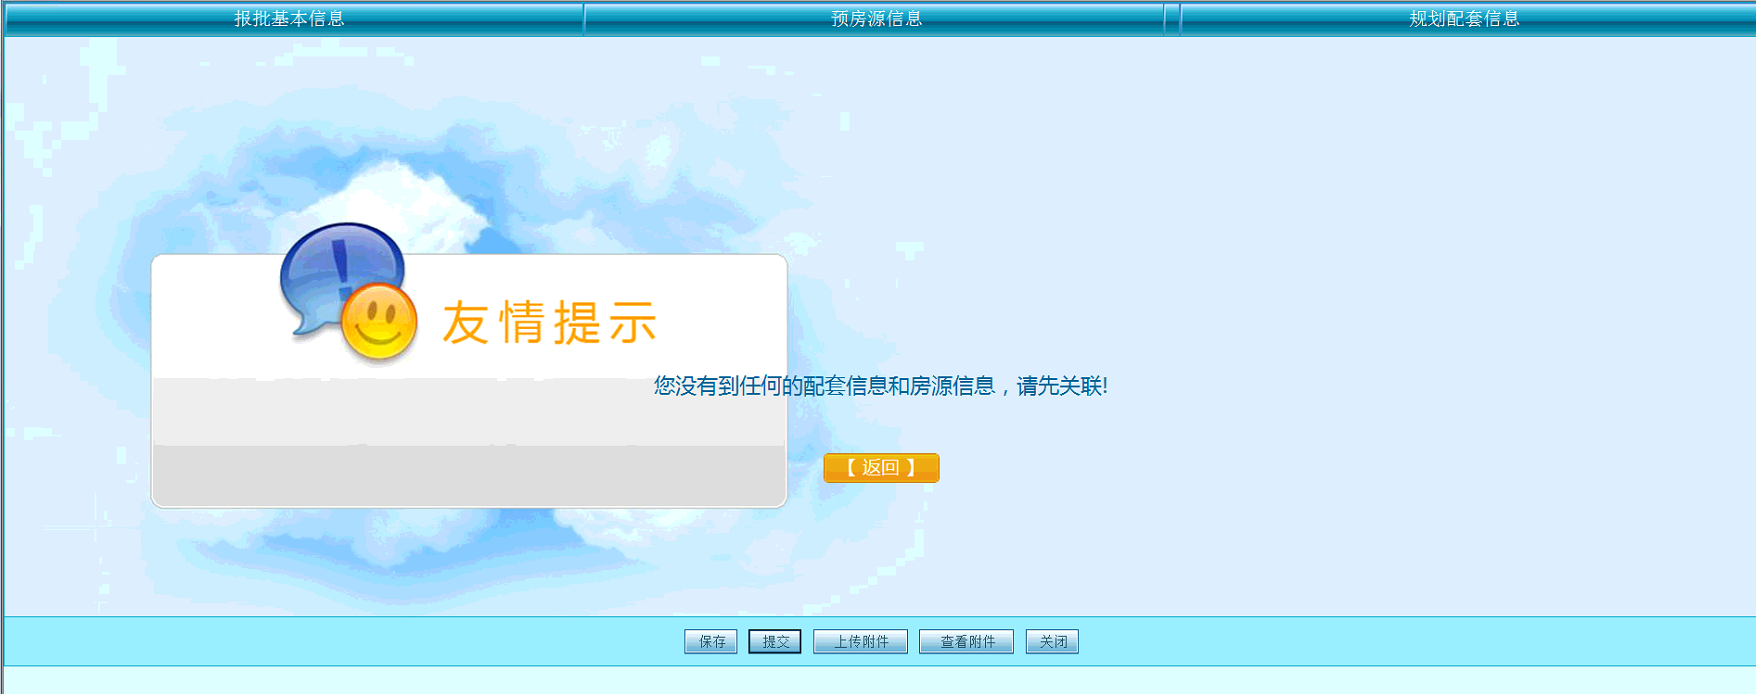 报批基本信息
预房源信息
规划配套信息
友情提示
您没有到任何的配套信息和房源信息，请先关联!
【 返回 】
保存
提交
上传附件
查看附件
关闭